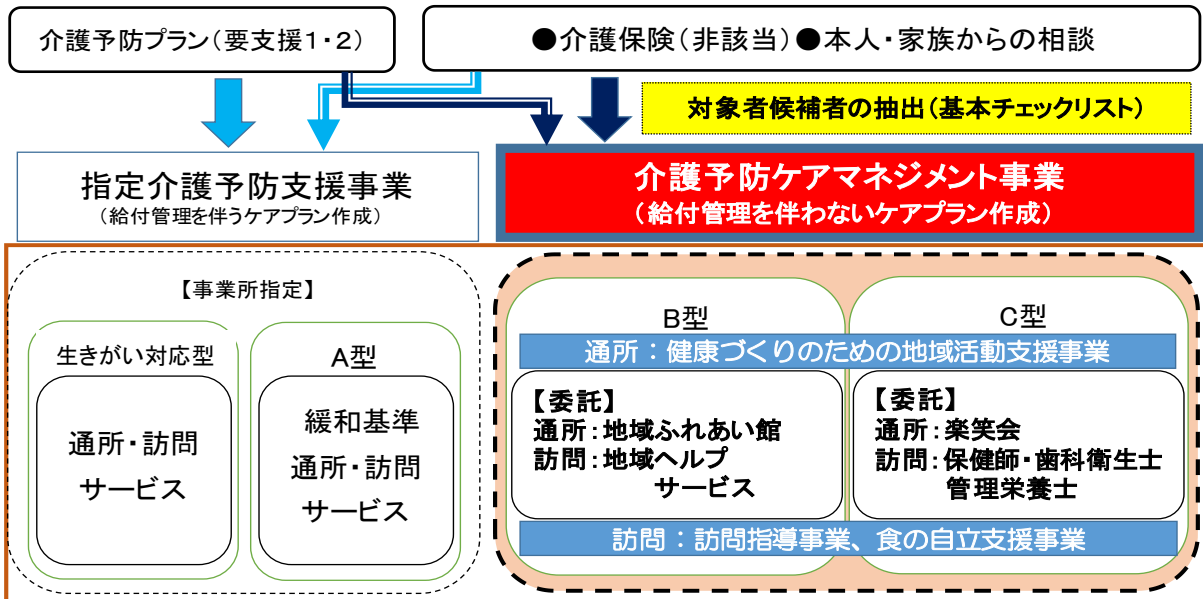 介護予防プラン(要支援1・2)
●介護保険(非該当)●本人・家族からの相談
対象者候補者の抽出(基本チェックリスト)
指定介護予防支援事業
(給付管理を伴うケアプラン作成)
介護予防ケアマネジメント事業
(給付管理を伴わないケアプラン作成)
【事業所指定】
生きがい対応型
通所・訪問
サービス
A型
緩和基準
通所・訪問
サービス
B型
C型
通所：健康づくりのための地域活動支援事業
【委託】
通所：地域ふれあい館
訪問：地域ヘルプ
サービス
【委託】
通所：楽笑会
訪問：保健師・歯科衛生士
管理栄養士
訪問：訪問指導事業、食の自立支援事業